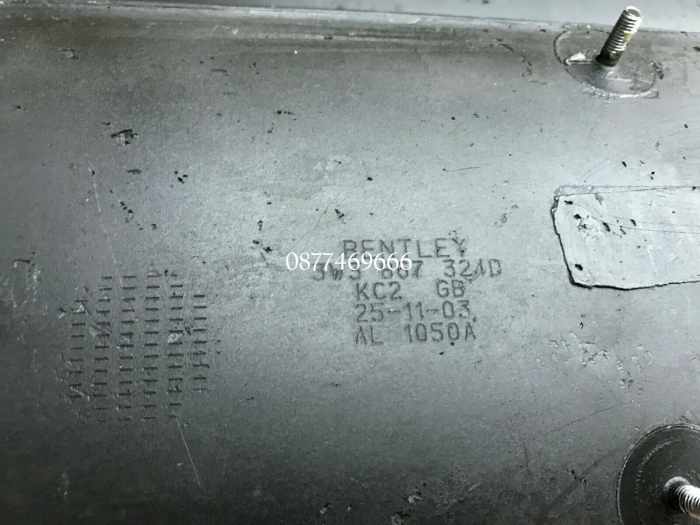 BENTLEY
0877469666
KC2 GB
25-11-03
AL 1050A